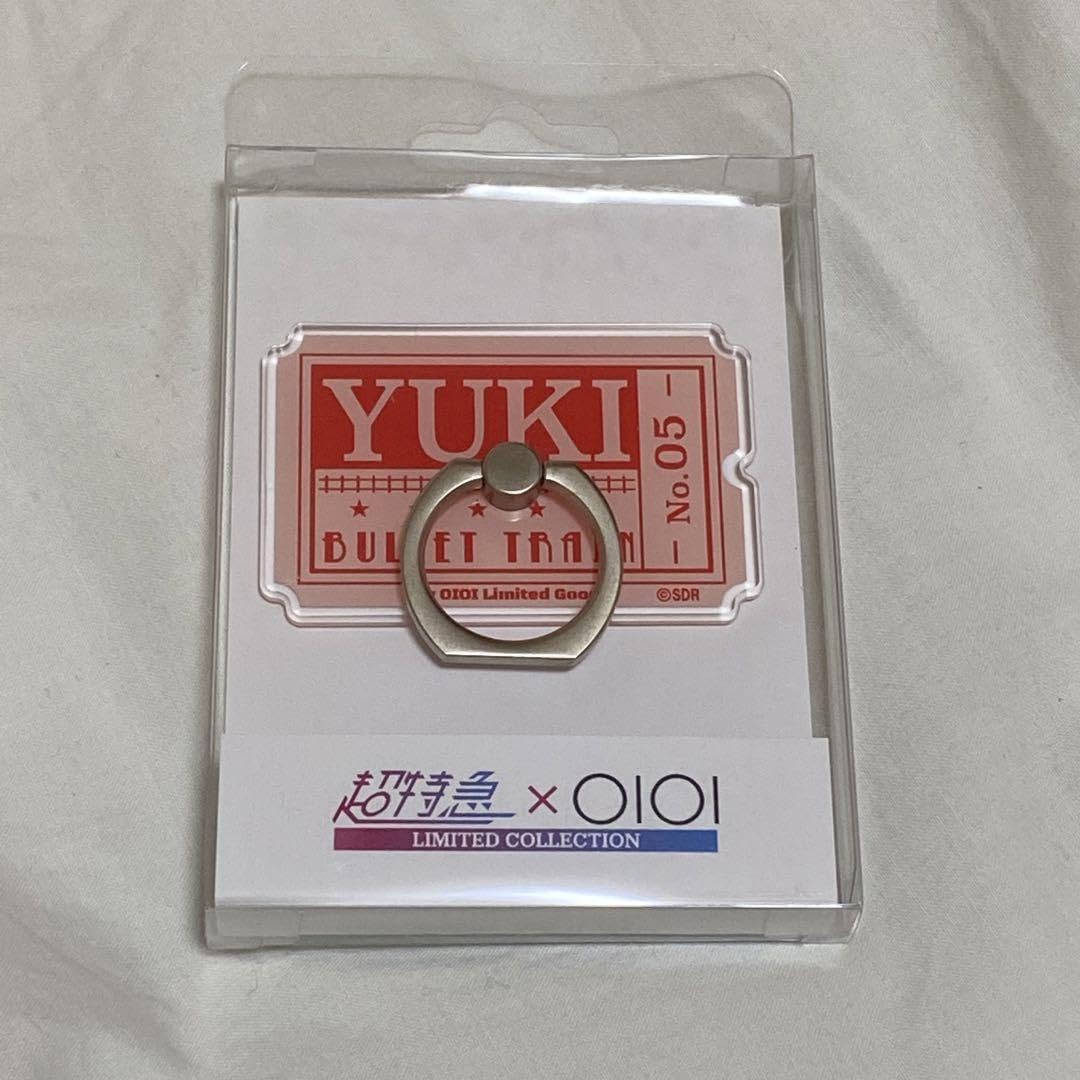 YUKI
No.05
BULLET TRAIN
OIOI Limited Goo
©SDR
超特急 × OIOI
LIMITED COLLECTION